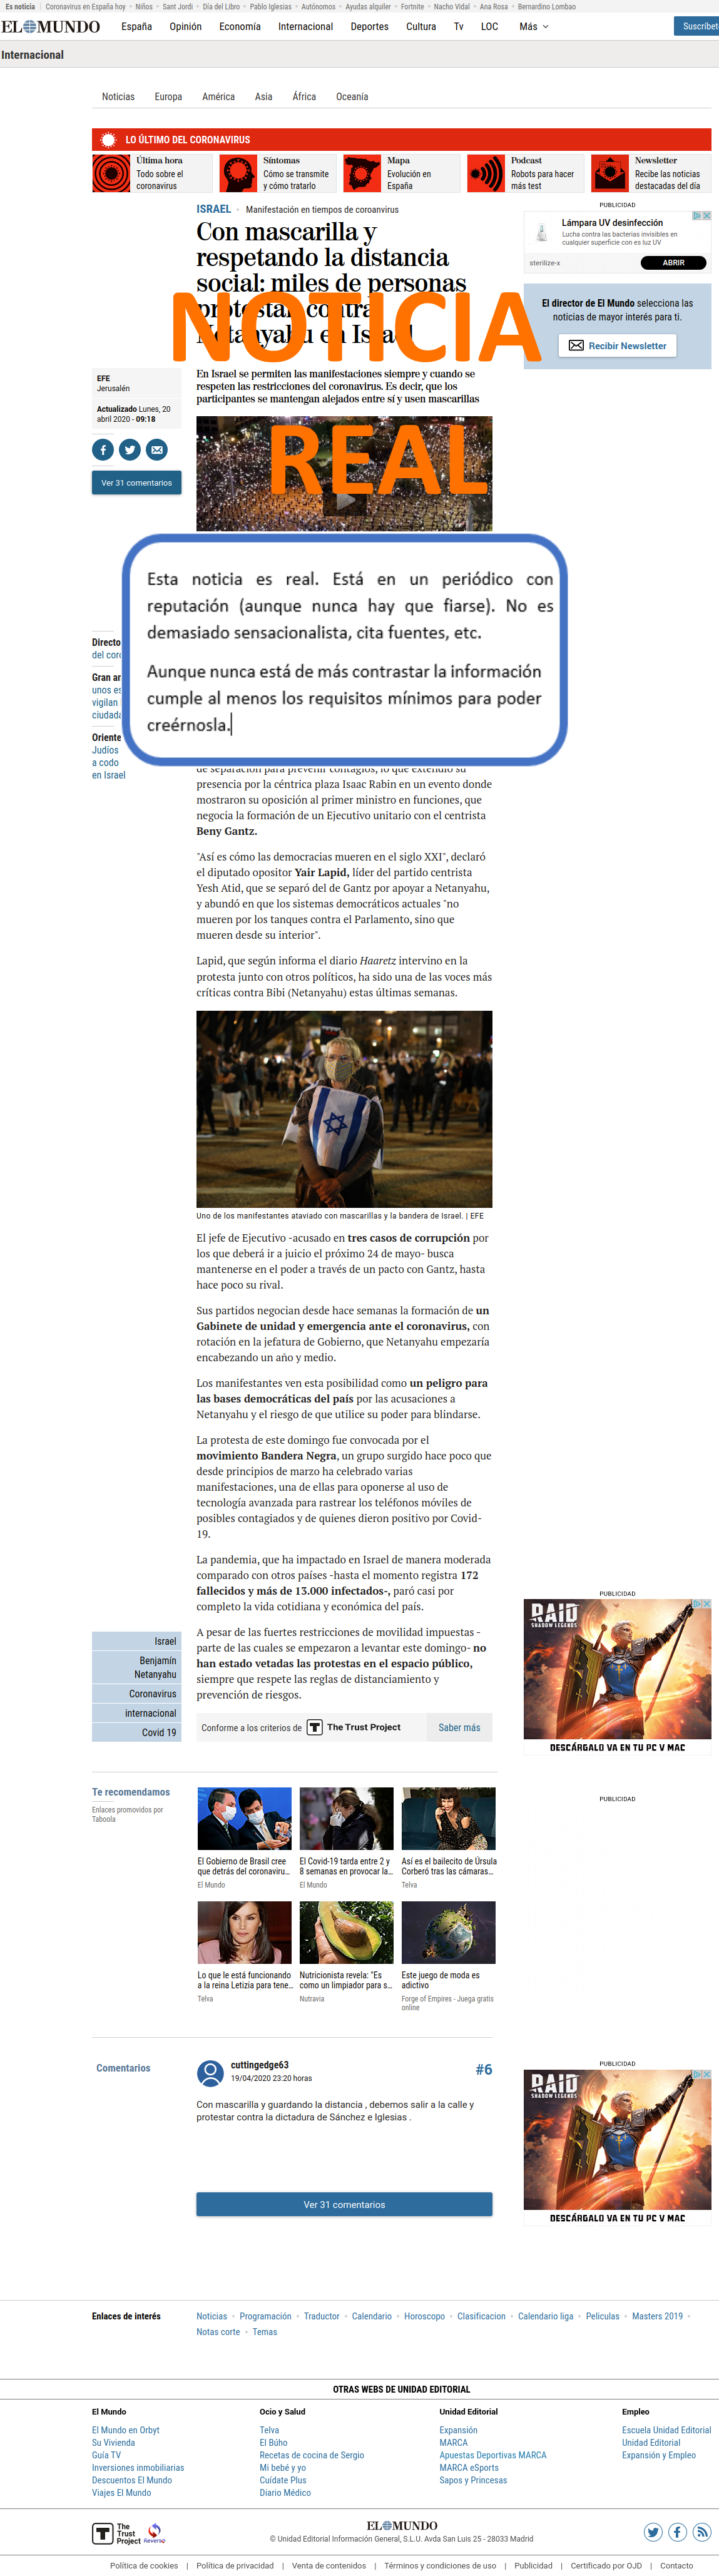 Es noticia Coronavirus en España hoy Niños Sant Jordi Día del Libro Pablo Iglesias Autónomos Ayudas alquiler Fortnite Nacho Vidal Ana Rosa Bernardino Lombao
EL MUNDO España Opinión Economía Internacional Deportes Cultura Tv LOC Más Suscríbet
Internacional
Noticias Europa América Asia África Oceanía
LO ÚLTIMO DEL CORONAVIRUS
Última hora
Todo sobre el
coronavirus
Síntomas
Cómo se transmite
y cómo tratarlo
Mapa
Evolución en
España
Podcast
Robots para hacer
más test
Newsletter
Recibe las noticias
destacadas del día
ISRAEL Manifestación en tiempos de coroanvirus
Con mascarilla y
respetando la distancia
social: miles de personas
protestan contra
Netanyahu en Israel
NOTICIA
En Israel se permiten las manifestaciones siempre y cuando se
respeten las restricciones del coronavirus. Es decir, que los
participantes se mantengan alejados entre sí y usen mascarillas
REAL
EFE
Jerusalén
Actualizado Lunes, 20
abril 2020 - 09:18
Ver 31 comentarios
PUBLICIDAD
Lámpara UV desinfección
Lucha contra las bacterias invisibles en
cualquier superficie con es luz UV
sterilize-x
ABRIR
El director de El Mundo selecciona las
noticias de mayor interés para ti.
Recibir Newsletter
Esta noticia es real. Está en un periódico con
reputación (aunque nunca hay que fiarse). No es
demasiado sensacionalista, cita fuentes, etc.
Aunque nunca está de más contrastar la información
cumple al menos los requisitos mínimos para poder
creérnosla.
Directo
del coro
Gran an
unos es
vigilan
ciudada
Oriente
Judíos
a codo
en Israel
de separación para prevenir contagios, lo que extendió su
presencia por la céntrica plaza Isaac Rabin en un evento donde
mostraron su oposición al primer ministro en funciones, que
negocia la formación de un Ejecutivo unitario con el centrista
Beny Gantz.
"Así es cómo las democracias mueren en el siglo XXI", declaró
el diputado opositor Yair Lapid, líder del partido centrista
Yesh Atid, que se separó del de Gantz por apoyar a Netanyahu,
y abundó en que los sistemas democráticos actuales "no
mueren por los tanques contra el Parlamento, sino que
mueren desde su interior".
Lapid, que según informa el diario Haaretz intervino en la
protesta junto con otros políticos, ha sido una de las voces más
críticas contra Bibi (Netanyahu) estas últimas semanas.
Uno de los manifestantes ataviado con mascarillas y la bandera de Israel. | EFE
El jefe de Ejecutivo -acusado en tres casos de corrupción por
los que deberá ir a juicio el próximo 24 de mayo- busca
mantenerse en el poder a través de un pacto con Gantz, hasta
hace poco su rival.
Sus partidos negocian desde hace semanas la formación de un
Gabinete de unidad y emergencia ante el coronavirus, con
rotación en la jefatura de Gobierno, que Netanyahu empezaría
encabezando un año y medio.
Los manifestantes ven esta posibilidad como un peligro para
las bases democráticas del país por las acusaciones a
Netanyahu y el riesgo de que utilice su poder para blindarse.
La protesta de este domingo fue convocada por el
movimiento Bandera Negra, un grupo surgido hace poco que
desde principios de marzo ha celebrado varias
manifestaciones, una de ellas para oponerse al uso de
tecnología avanzada para rastrear los teléfonos móviles de
posibles contagiados y de quienes dieron positivo por Covid-
19.
La pandemia, que ha impactado en Israel de manera moderada
comparado con otros países -hasta el momento registra 172
fallecidos y más de 13.000 infectados-, paró casi por
completo la vida cotidiana y económica del país.
A pesar de las fuertes restricciones de movilidad impuestas -
parte de las cuales se empezaron a levantar este domingo- no
han estado vetadas las protestas en el espacio público,
siempre que respete las reglas de distanciamiento y
prevención de riesgos.
Israel
Benjamín
Netanyahu
Coronavirus
internacional
Covid 19
Conforme a los criterios de The Trust Project Saber más
PUBLICIDAD
RAID
SHADOW LEGENDS
DESCÁRGALO VA EN TU PC V MAC
Te recomendamos
Enlaces promovidos por
Taboola
El Gobierno de Brasil cree
que detrás del coronaviru...
El Mundo
El Covid-19 tarda entre 2 y
8 semanas en provocar la...
El Mundo
Así es el bailecito de Úrsula
Corberó tras las cámaras...
Telva
Lo que le está funcionando
a la reina Letizia para tene...
Telva
Nutricionista revela: "Es
como un limpiador para s...
Nutravia
Este juego de moda es
adictivo
Forge of Empires - Juega gratis
online
PUBLICIDAD
Comentarios
cuttingedge63
19/04/2020 23:20 horas
#6
Con mascarilla y guardando la distancia , debemos salir a la calle y
protestar contra la dictadura de Sánchez e Iglesias .
Ver 31 comentarios
PUBLICIDAD
RAID
SHADOW LEGENDS
DESCÁRGALO VA EN TU PC V MAC
Enlaces de interés
Noticias Programación Traductor Calendario Horoscopo Clasificacion Calendario liga Peliculas Masters 2019
Notas corte Temas
OTRAS WEBS DE UNIDAD EDITORIAL
El Mundo
El Mundo en Orbyt
Su Vivienda
Guía TV
Inversiones inmobiliarias
Descuentos El Mundo
Viajes El Mundo
Ocio y Salud
Telva
El Búho
Recetas de cocina de Sergio
Mi bebé y yo
Cuídate Plus
Diario Médico
Unidad Editorial
Expansión
MARCA
Apuestas Deportivas MARCA
MARCA eSports
Sapos y Princesas
Empleo
Escuela Unidad Editorial
Unidad Editorial
Expansión y Empleo
The
Trust
Project
Reverso
EL MUNDO
© Unidad Editorial Información General, S.L.U. Avda San Luis 25 - 28033 Madrid
Política de cookies | Política de privacidad | Venta de contenidos | Términos y condiciones de uso | Publicidad | Certificado por OJD | Contacto